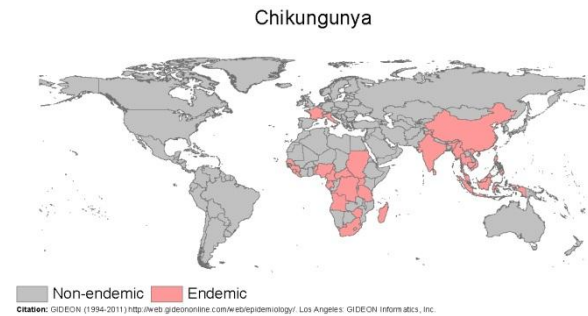 Chikungunya
Non-endemic Endemic
Citation: GIDEON (1994-2011) http://web.gideononline.com/web/epidemiology/. Los Angeles: GIDEON Informatics, Inc.